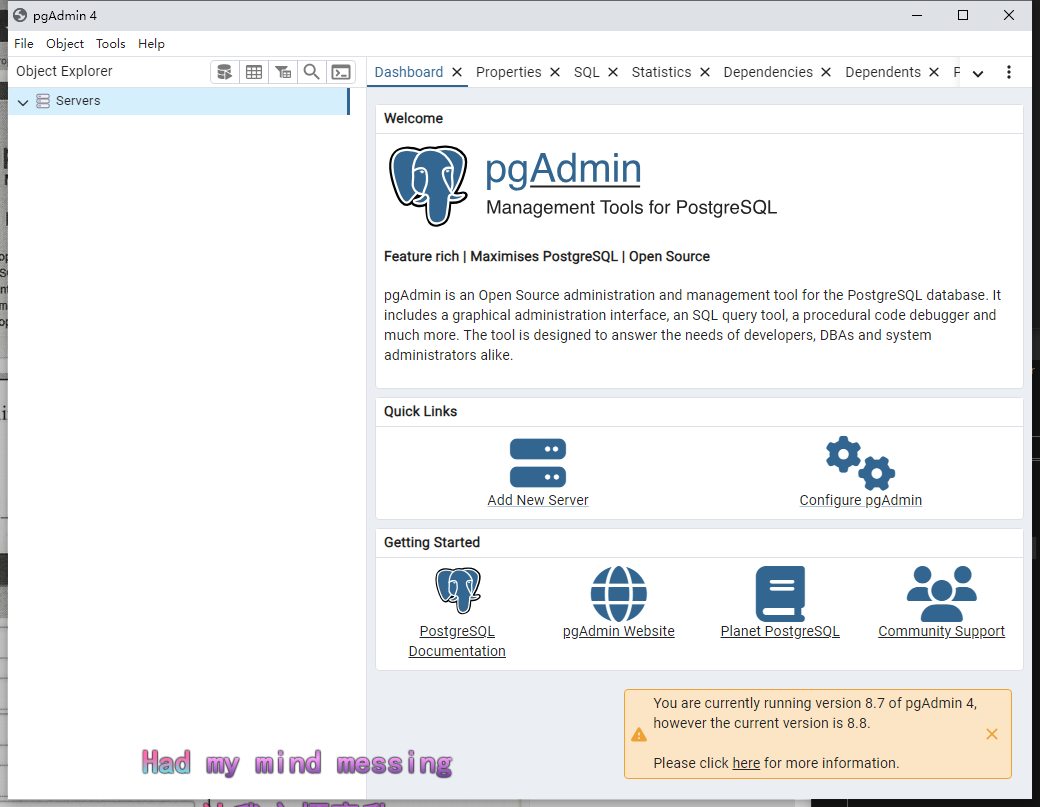 pgAdmin 4
File Object Tools Help
Object Explorer
Dashboard Properties SQL Statistics Dependencies Dependents
Servers
Welcome
pgAdmin
Management Tools for PostgreSQL
Feature rich | Maximises PostgreSQL | Open Source
pgAdmin is an Open Source administration and management tool for the PostgreSQL database. It
includes a graphical administration interface, an SQL query tool, a procedural code debugger and
much more. The tool is designed to answer the needs of developers, DBAs and system
administrators alike.
Quick Links
Add New Server
Configure pgAdmin
Getting Started
PostgreSQL
Documentation
pgAdmin Website
Planet PostgreSQL
Community Support
You are currently running version 8.7 of pgAdmin 4,
however the current version is 8.8.
Please click here for more information.
Had my mind messing